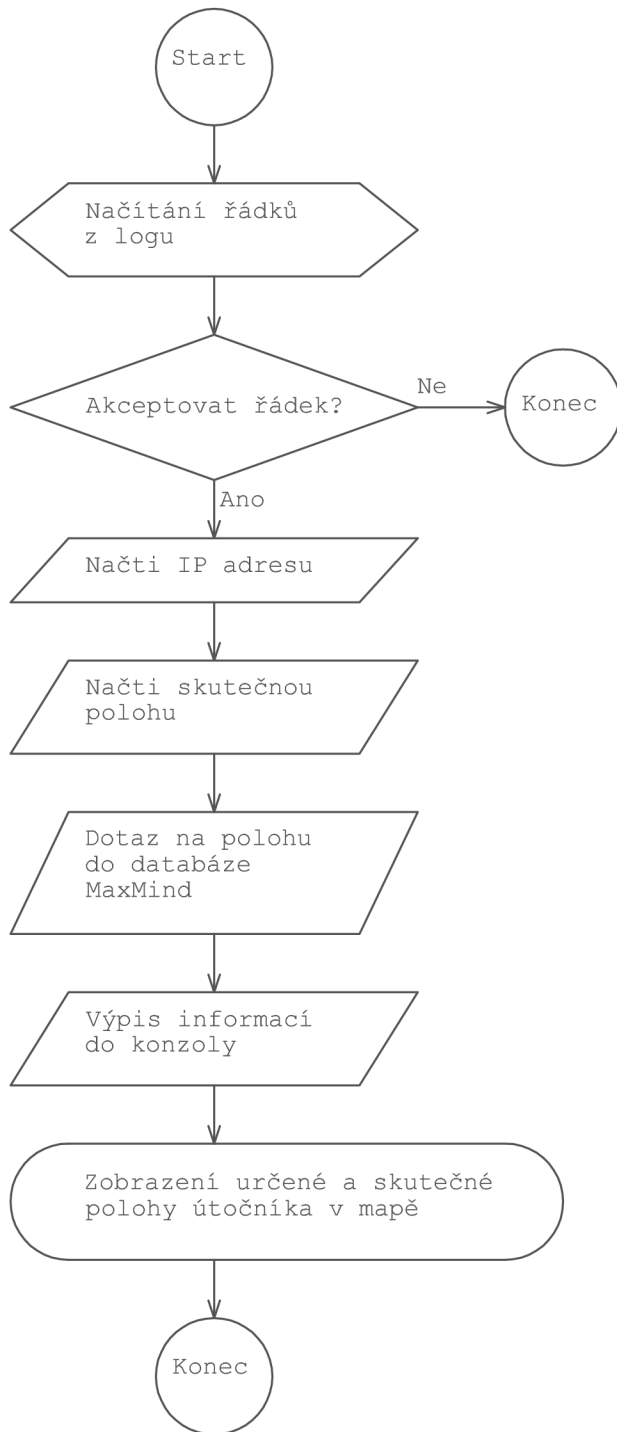 Start
Načítání řádků
z logu
Akceptovat řádek?
Ne
Konec
Ano
Načti IP adresu
Načti skutečnou
polohu
Dotaz na polohu
do databáze
MaxMind
Výpis informací
do konzoly
Zobrazení určené a skutečné
polohy útočníka v mapě
Konec